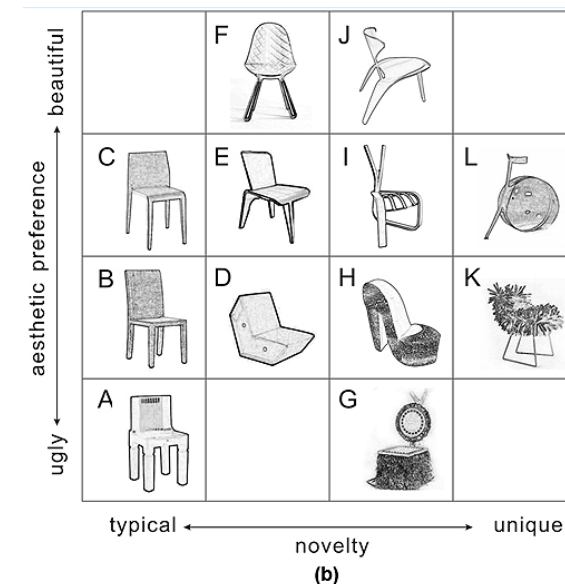 beautiful
aesthetic preference
ugly
F
J
C
E
I
L
B
D
H
K
A
G
typical
unique
novelty
(b)